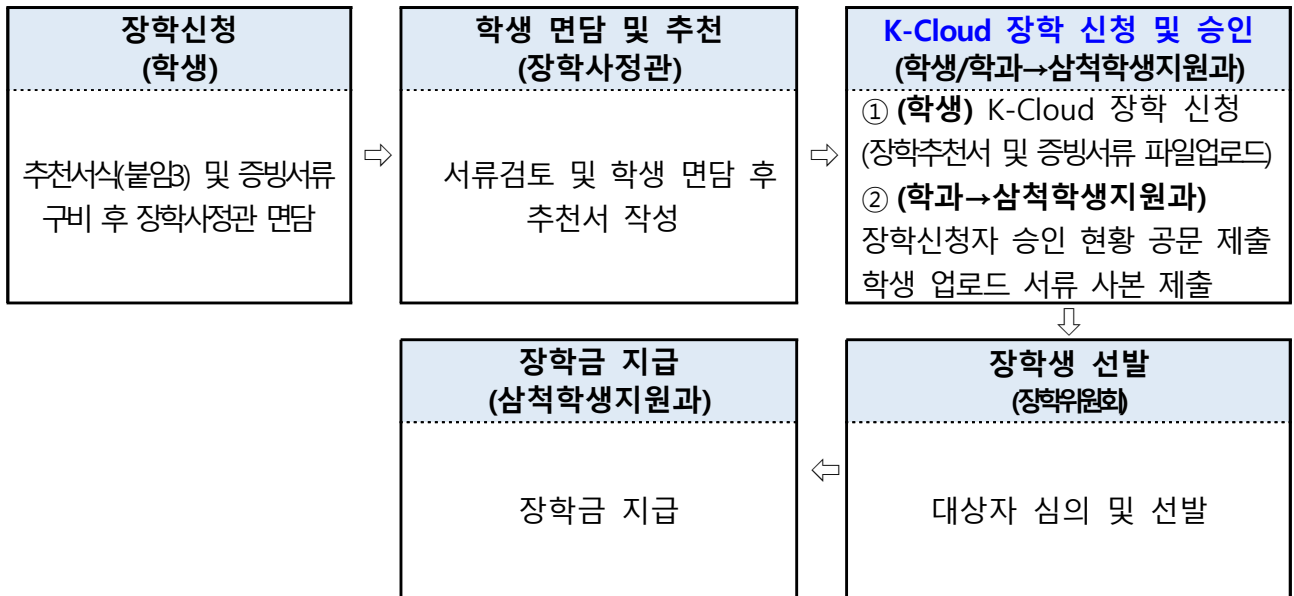 장학신청
(학생)
추천서식(붙임3) 및 증빙서류
구비 후 장학사정관 면담
⇨
학생 면담 및 추천
(장학사정관)
서류검토 및 학생 면담 후
추천서 작성
⇨
K-Cloud 장학 신청 및 승인
(학생/학과→삼척학생지원과)
① (학생) K-Cloud 장학 신청
(장학추천서 및 증빙서류 파일업로드)
② (학과→삼척학생지원과)
장학신청자 승인 현황 공문 제출
학생 업로드 서류 사본 제출
⇩
장학생 선발
(장학위원회)
대상자 심의 및 선발
⇦
장학금 지급
(삼척학생지원과)
장학금 지급